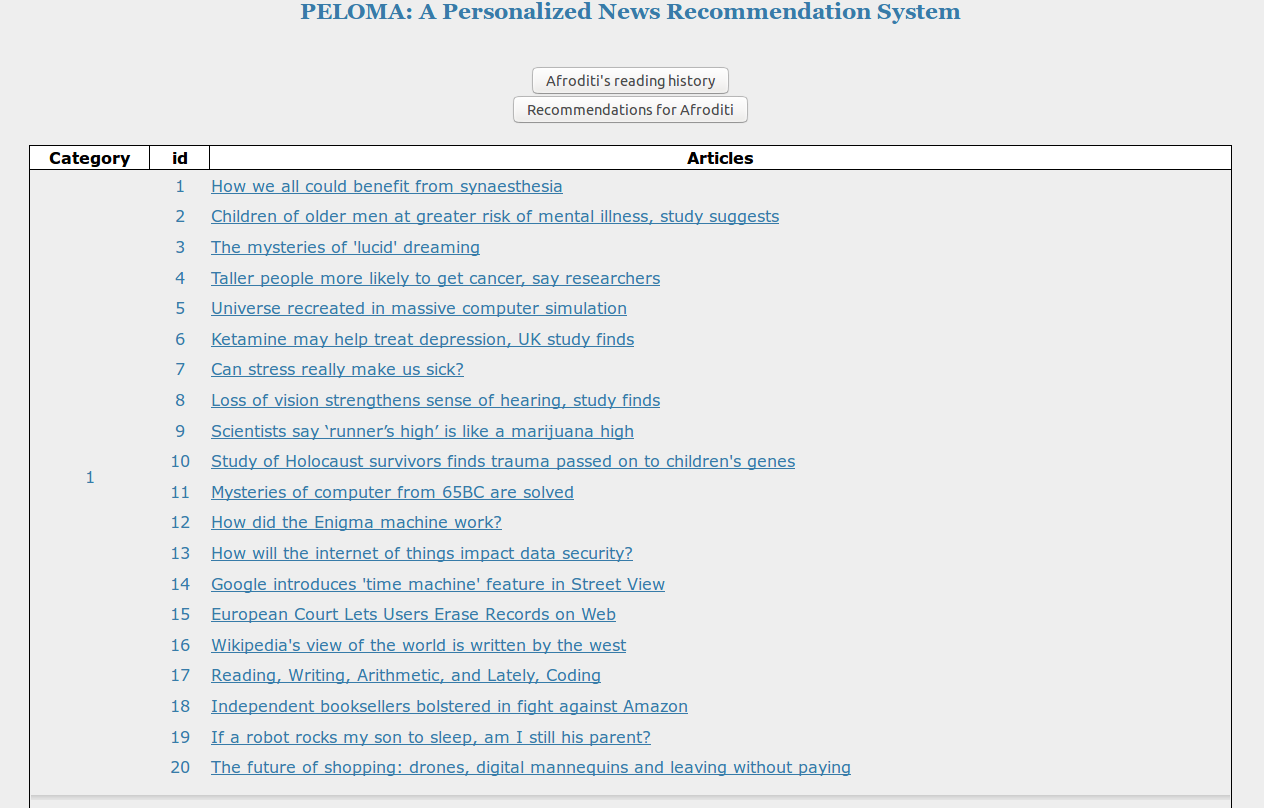 PELOMA: A Personalized News Recommendation System
Afroditi's reading history
Recommendations for Afroditi
Category id Articles
1 How we all could benefit from synaesthesia
2 Children of older men at greater risk of mental illness, study suggests
3 The mysteries of 'lucid' dreaming
4 Taller people more likely to get cancer, say researchers
5 Universe recreated in massive computer simulation
6 Ketamine may help treat depression, UK study finds
7 Can stress really make us sick?
8 Loss of vision strengthens sense of hearing, study finds
9 Scientists say ‘runner’s high’ is like a marijuana high
10 Study of Holocaust survivors finds trauma passed on to children's genes
1
11 Mysteries of computer from 65BC are solved
12 How did the Enigma machine work?
13 How will the internet of things impact data security?
14 Google introduces 'time machine' feature in Street View
15 European Court Lets Users Erase Records on Web
16 Wikipedia's view of the world is written by the west
17 Reading, Writing, Arithmetic, and Lately, Coding
18 Independent booksellers bolstered in fight against Amazon
19 If a robot rocks my son to sleep, am I still his parent?
20 The future of shopping: drones, digital mannequins and leaving without paying